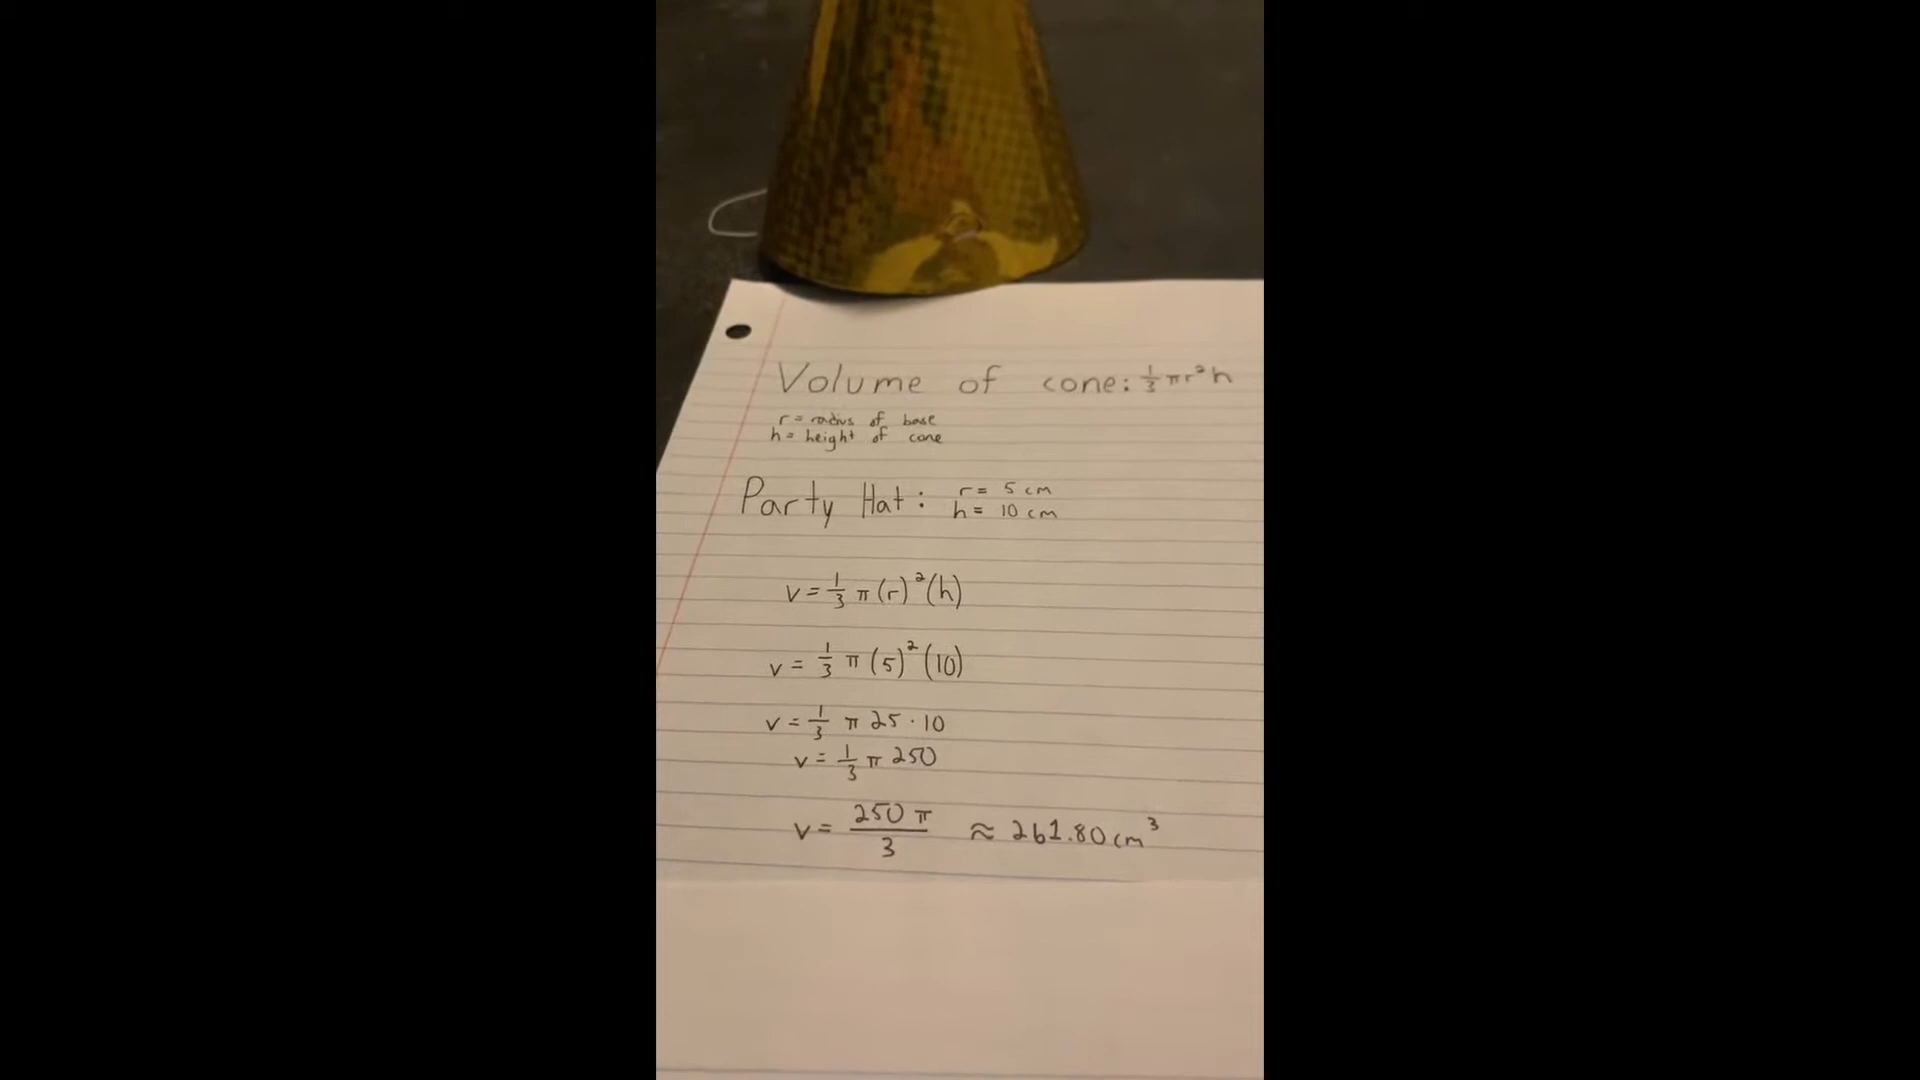 Volume of cone: 1/3 πr²h
r = radius of base
h = height of cone
Party Hat: r = 5 cm
h = 10 cm
v = 1/3 π (r)² (h)
v = 1/3 π (5)² (10)
v = 1/3 π 25 · 10
v = 1/3 π 250
v = 250 π / 3 ≈ 261.80 cm³